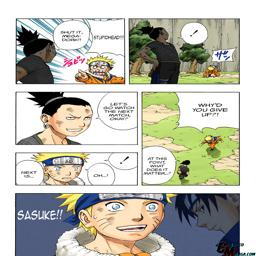 !
STUPIDHEAD!!
SHUT IT,
MEGA-
DORK!!
WHY'D
YOU GIVE
UP?!
AT THIS
POINT,
WHAT DOES
IT MATTER?
LET'S
GO WATCH
THE NEXT
MATCH,
OKAY?
!
OH...!
NEXT
IS...
SASUKE!!